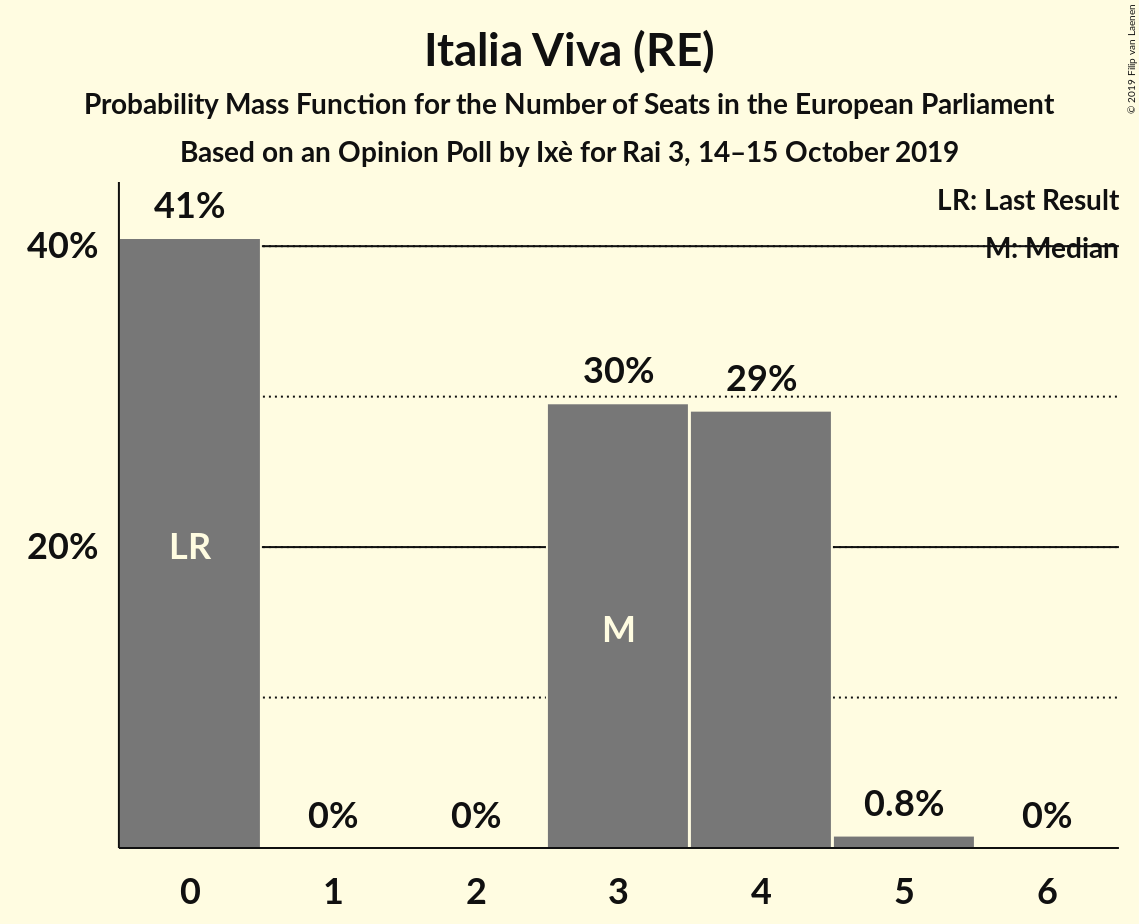 Italia Viva (RE)
Probability Mass Function for the Number of Seats in the European Parliament
Based on an Opinion Poll by Ixè for Rai 3, 14–15 October 2019
© 2019 Filip van Laenen
LR: Last Result
M: Median
40%
20%
41%
0%
0%
30%
29%
0.8%
0%
LR
M
0 1 2 3 4 5 6